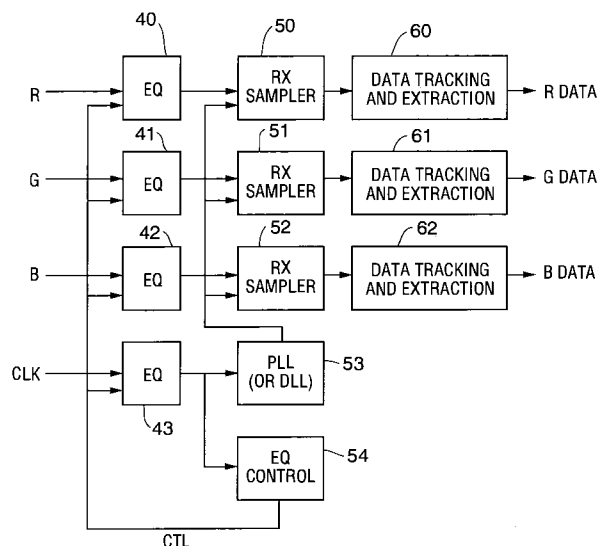 40
50
60
R
EQ
RX
SAMPLER
DATA TRACKING
AND EXTRACTION
R DATA
41
51
61
G
EQ
RX
SAMPLER
DATA TRACKING
AND EXTRACTION
G DATA
42
52
62
B
EQ
RX
SAMPLER
DATA TRACKING
AND EXTRACTION
B DATA
CLK
EQ
43
PLL
(OR DLL)
53
EQ
CONTROL
54
CTL